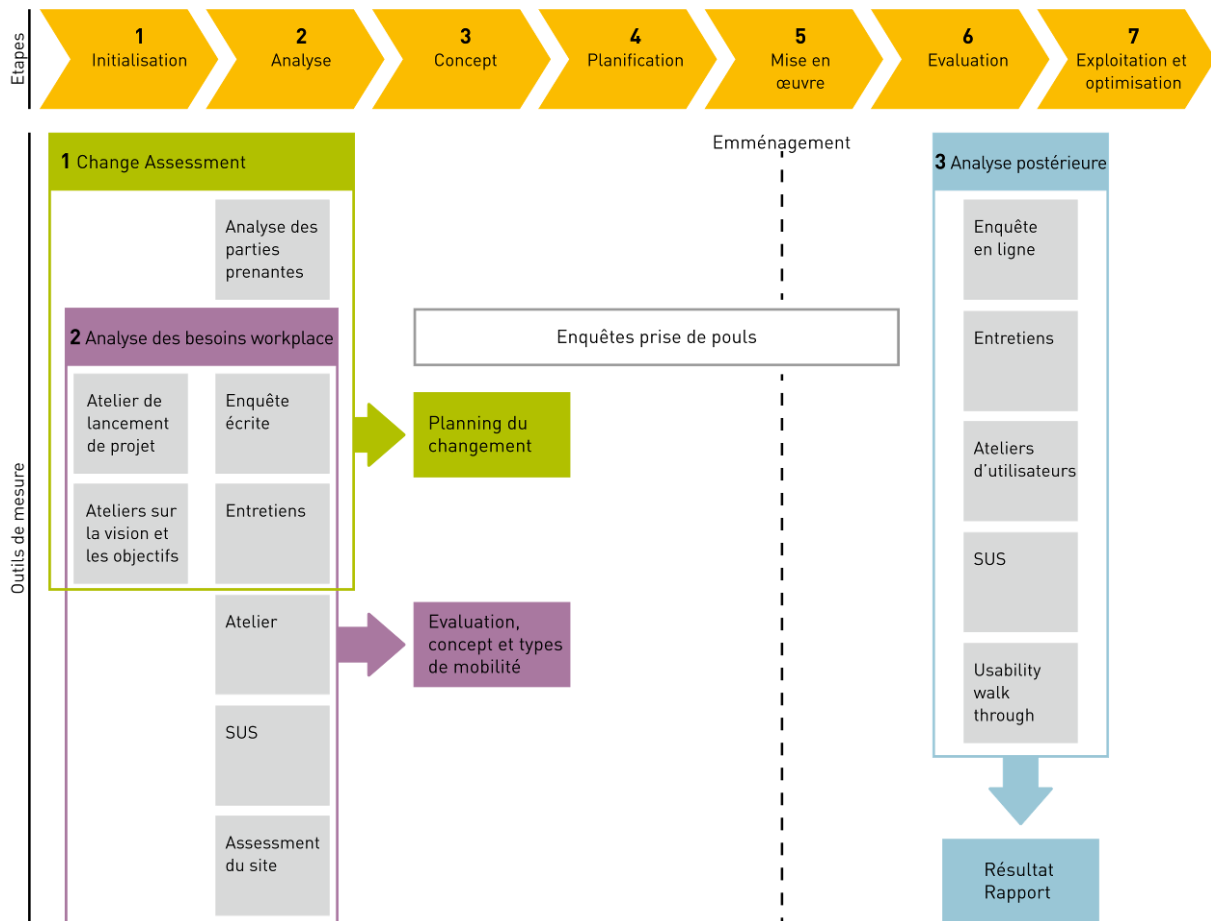 Etapes
1
Initialisation
2
Analyse
3
Concept
4
Planification
5
Mise en
œuvre
6
Evaluation
7
Exploitation et
optimisation
Outils de mesure
1 Change Assessment
Analyse des
parties
prenantes
2 Analyse des besoins workplace
Atelier de
lancement
de projet
Enquête
écrite
Ateliers sur
la vision et
les objectifs
Entretiens
Atelier
SUS
Assessment
du site
Emménagement
Enquêtes prise de pouls
Planning du
changement
Evaluation,
concept et types
de mobilité
3 Analyse postérieure
Enquête
en ligne
Entretiens
Ateliers
d’utilisateurs
SUS
Usability
walk
through
Résultat
Rapport